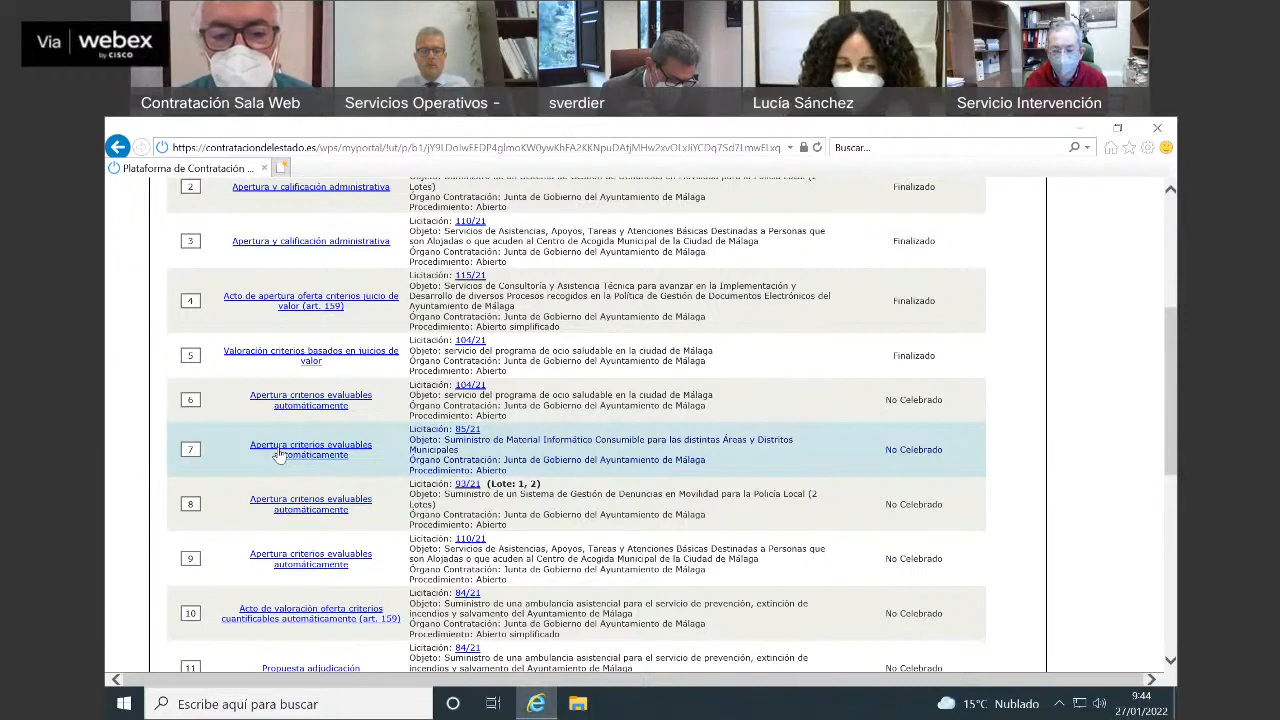 Via webex
by CISCO
Contratación Sala Web
Servicios Operativos -
sverdier
Lucía Sánchez
Servicio Intervención
Buscar...
Plataforma de Contratación ...
2
Apertura y calificación administrativa
Lotes)
Órgano Contratación: Junta de Gobierno del Ayuntamiento de Málaga
Procedimiento: Abierto
Finalizado
3
Apertura y calificación administrativa
Licitación: 110/21
Objeto: Servicios de Asistencias, Apoyos, Tareas y Atenciones Básicas Destinadas a Personas que
son Alojadas o que acuden al Centro de Acogida Municipal de la Ciudad de Málaga
Órgano Contratación: Junta de Gobierno del Ayuntamiento de Málaga
Procedimiento: Abierto
Finalizado
4
Acto de apertura oferta criterios juicio de
valor (art. 159)
Licitación: 115/21
Objeto: Servicios de Consultoría y Asistencia Técnica para avanzar en la Implementación y
Desarrollo de diversos Procesos recogidos en la Política de Gestión de Documentos Electrónicos del
Ayuntamiento de Málaga
Órgano Contratación: Junta de Gobierno del Ayuntamiento de Málaga
Procedimiento: Abierto simplificado
Finalizado
5
Valoración criterios basados en juicios de
valor
Licitación: 104/21
Objeto: servicio del programa de ocio saludable en la ciudad de Málaga
Órgano Contratación: Junta de Gobierno del Ayuntamiento de Málaga
Procedimiento: Abierto
Finalizado
6
Apertura criterios evaluables
automáticamente
Licitación: 104/21
Objeto: servicio del programa de ocio saludable en la ciudad de Málaga
Órgano Contratación: Junta de Gobierno del Ayuntamiento de Málaga
Procedimiento: Abierto
No Celebrado
7
Apertura criterios evaluables
automáticamente
Licitación: 85/21
Objeto: Suministro de Material Informático Consumible para las distintas Áreas y Distritos
Municipales
Órgano Contratación: Junta de Gobierno del Ayuntamiento de Málaga
Procedimiento: Abierto
No Celebrado
8
Apertura criterios evaluables
automáticamente
Licitación: 93/21 (Lote: 1, 2)
Objeto: Suministro de un Sistema de Gestión de Denuncias en Movilidad para la Policía Local (2
Lotes)
Órgano Contratación: Junta de Gobierno del Ayuntamiento de Málaga
Procedimiento: Abierto
No Celebrado
9
Apertura criterios evaluables
automáticamente
Licitación: 110/21
Objeto: Servicios de Asistencias, Apoyos, Tareas y Atenciones Básicas Destinadas a Personas que
son Alojadas o que acuden al Centro de Acogida Municipal de la Ciudad de Málaga
Órgano Contratación: Junta de Gobierno del Ayuntamiento de Málaga
Procedimiento: Abierto
No Celebrado
10
Acto de valoración oferta criterios
cuantificables automáticamente (art. 159)
Licitación: 84/21
Objeto: Suministro de una ambulancia asistencial para el servicio de prevención, extinción de
incendios y salvamento del Ayuntamiento de Málaga
Órgano Contratación: Junta de Gobierno del Ayuntamiento de Málaga
Procedimiento: Abierto simplificado
No Celebrado
11
Propuesta adjudicación
Licitación: 84/21
Objeto: Suministro de una ambulancia asistencial para el servicio de prevención, extinción de
incendios y salvamento del Ayuntamiento de Málaga
No Celebrado
Escribe aquí para buscar
15°C Nublado
9:44
27/01/2022